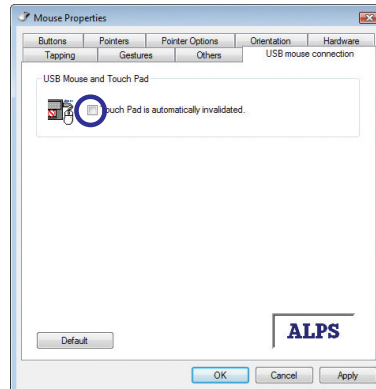 Mouse Properties
Buttons Pointers Pointer Options Orientation Hardware
Tapping Gestures Others USB mouse connection
USB Mouse and Touch Pad
Touch Pad is automatically invalidated.
ALPS
Default
OK Cancel Apply